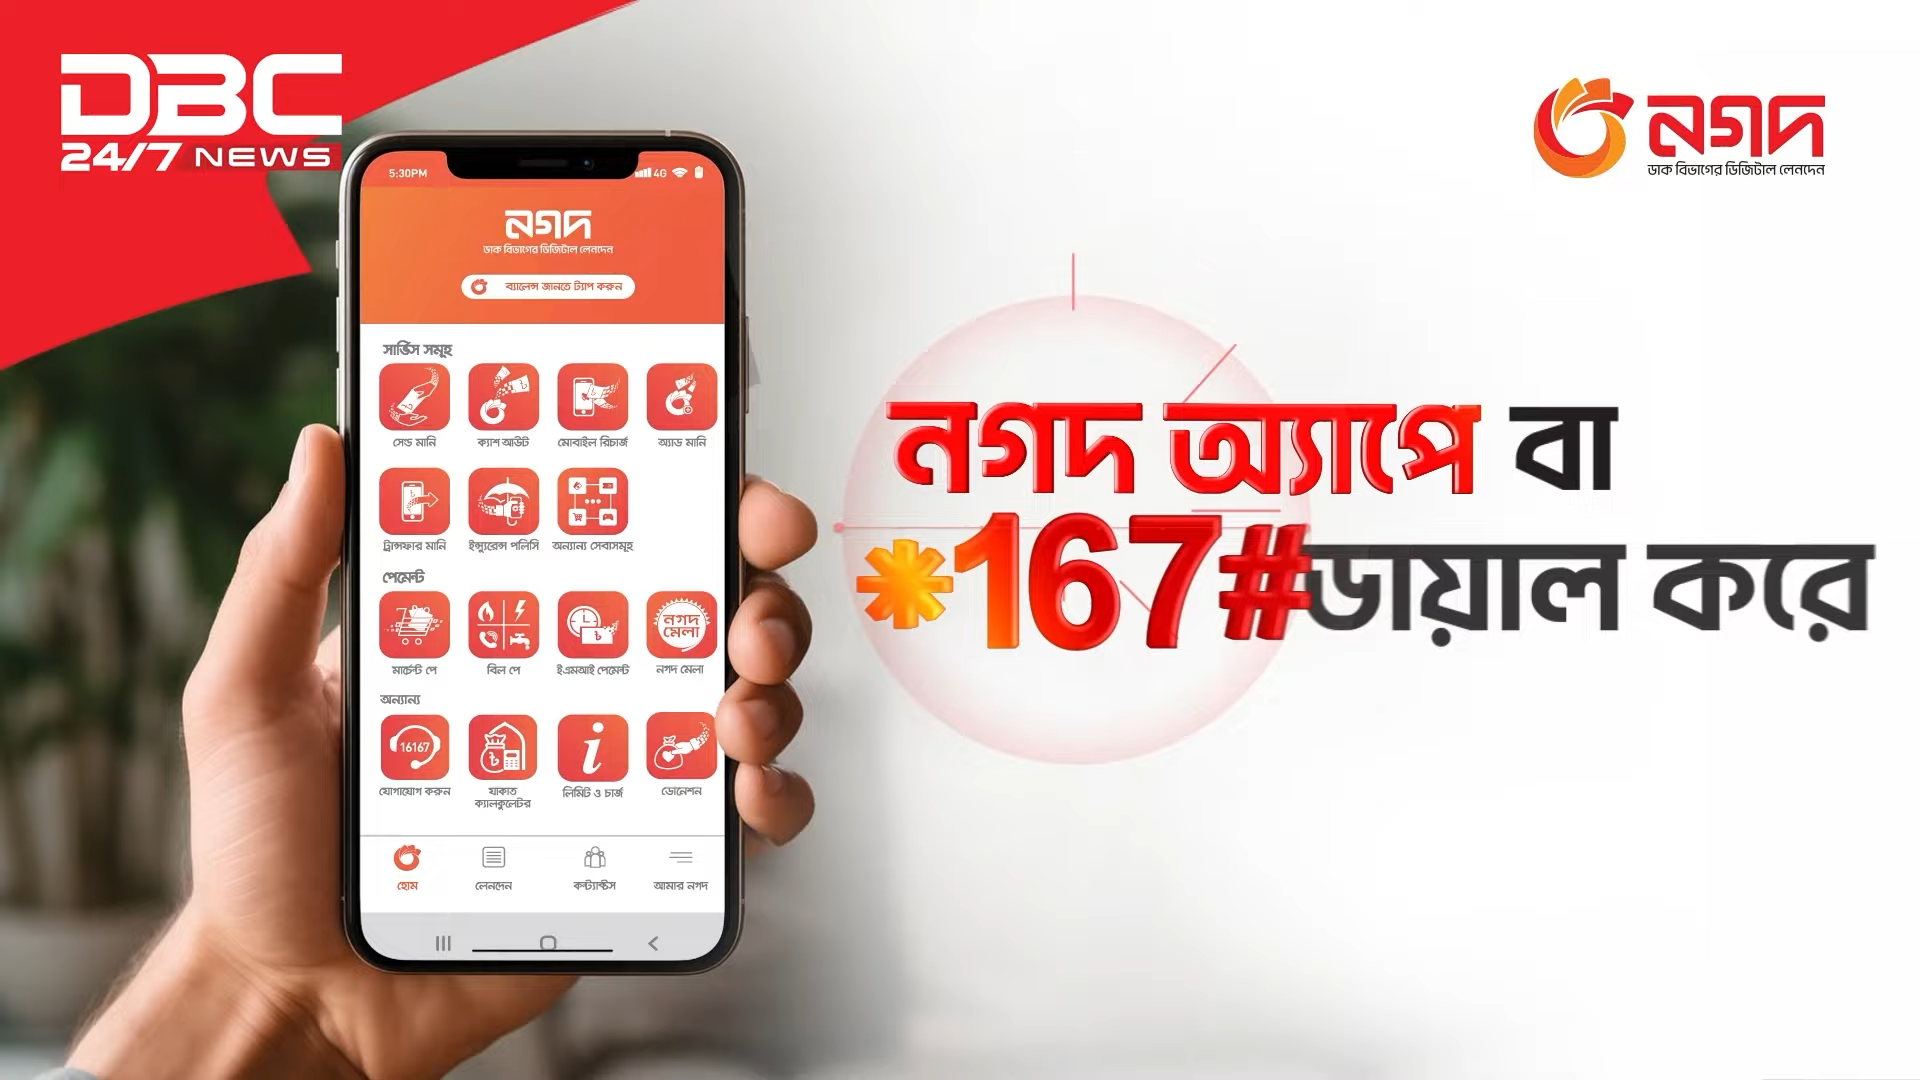 DBC
24/7 NEWS
নগদ
ডাক বিভাগের ডিজিটাল লেনদেন
5:30PM
4G
নগদ
ডাক বিভাগের ডিজিটাল লেনদেন
ব্যালেন্স জানতে ট্যাপ করুন
সার্ভিস সমূহ
সেন্ড মানি ক্যাশ আউট মোবাইল রিচার্জ অ্যাড মানি
ট্রান্সফার মানি ইন্স্যুরেন্স পলিসি অন্যান্য সেবাসমূহ
পেমেন্ট
নগদ
মেলা
মার্চেন্ট পে বিল পে ইএমআই পেমেন্ট নগদ মেলা
অন্যান্য
16167
যোগাযোগ করুন যাকাত লিমিট ও চার্জ ডোনেশন
ক্যালকুলেটর
হোম লেনদেন কন্ট্যাক্টস আমার নগদ
নগদ অ্যাপে বা
*167# ডায়াল করে